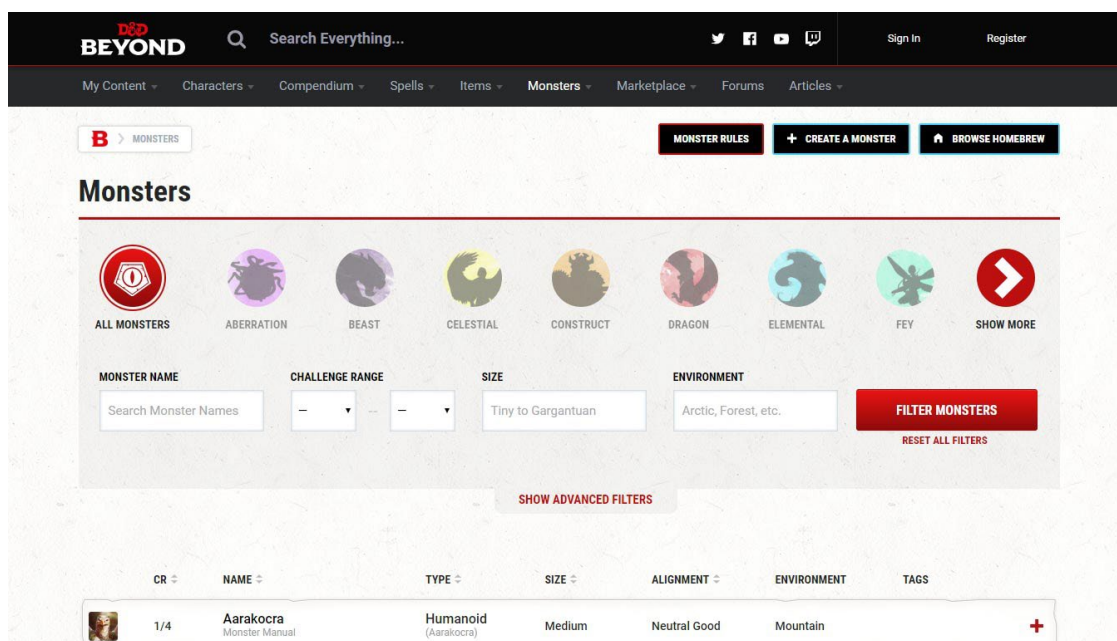 D&D
BEYOND
Search Everything...
Sign In
Register
My Content
Characters
Compendium
Spells
Items
Monsters
Marketplace
Forums
Articles
B > MONSTERS
MONSTER RULES
+ CREATE A MONSTER
BROWSE HOMEBREW
Monsters
ALL MONSTERS
ABERRATION
BEAST
CELESTIAL
CONSTRUCT
DRAGON
ELEMENTAL
FEY
SHOW MORE
MONSTER NAME
CHALLENGE RANGE
SIZE
ENVIRONMENT
Search Monster Names
– — –
Tiny to Gargantuan
Arctic, Forest, etc.
FILTER MONSTERS
RESET ALL FILTERS
SHOW ADVANCED FILTERS
CR
NAME
TYPE
SIZE
ALIGNMENT
ENVIRONMENT
TAGS
1/4
Aarakocra
Monster Manual
Humanoid
(Aarakocra)
Medium
Neutral Good
Mountain
+